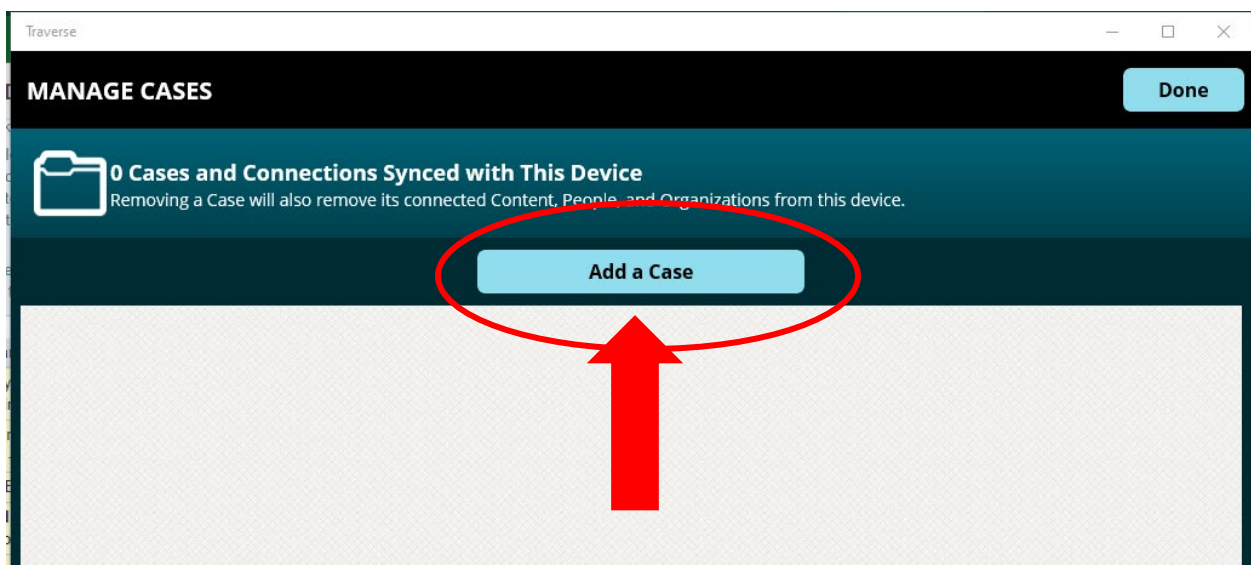 Traverse
MANAGE CASES
Done
0 Cases and Connections Synced with This Device
Removing a Case will also remove its connected Content, People, and Organizations from this device.
Add a Case